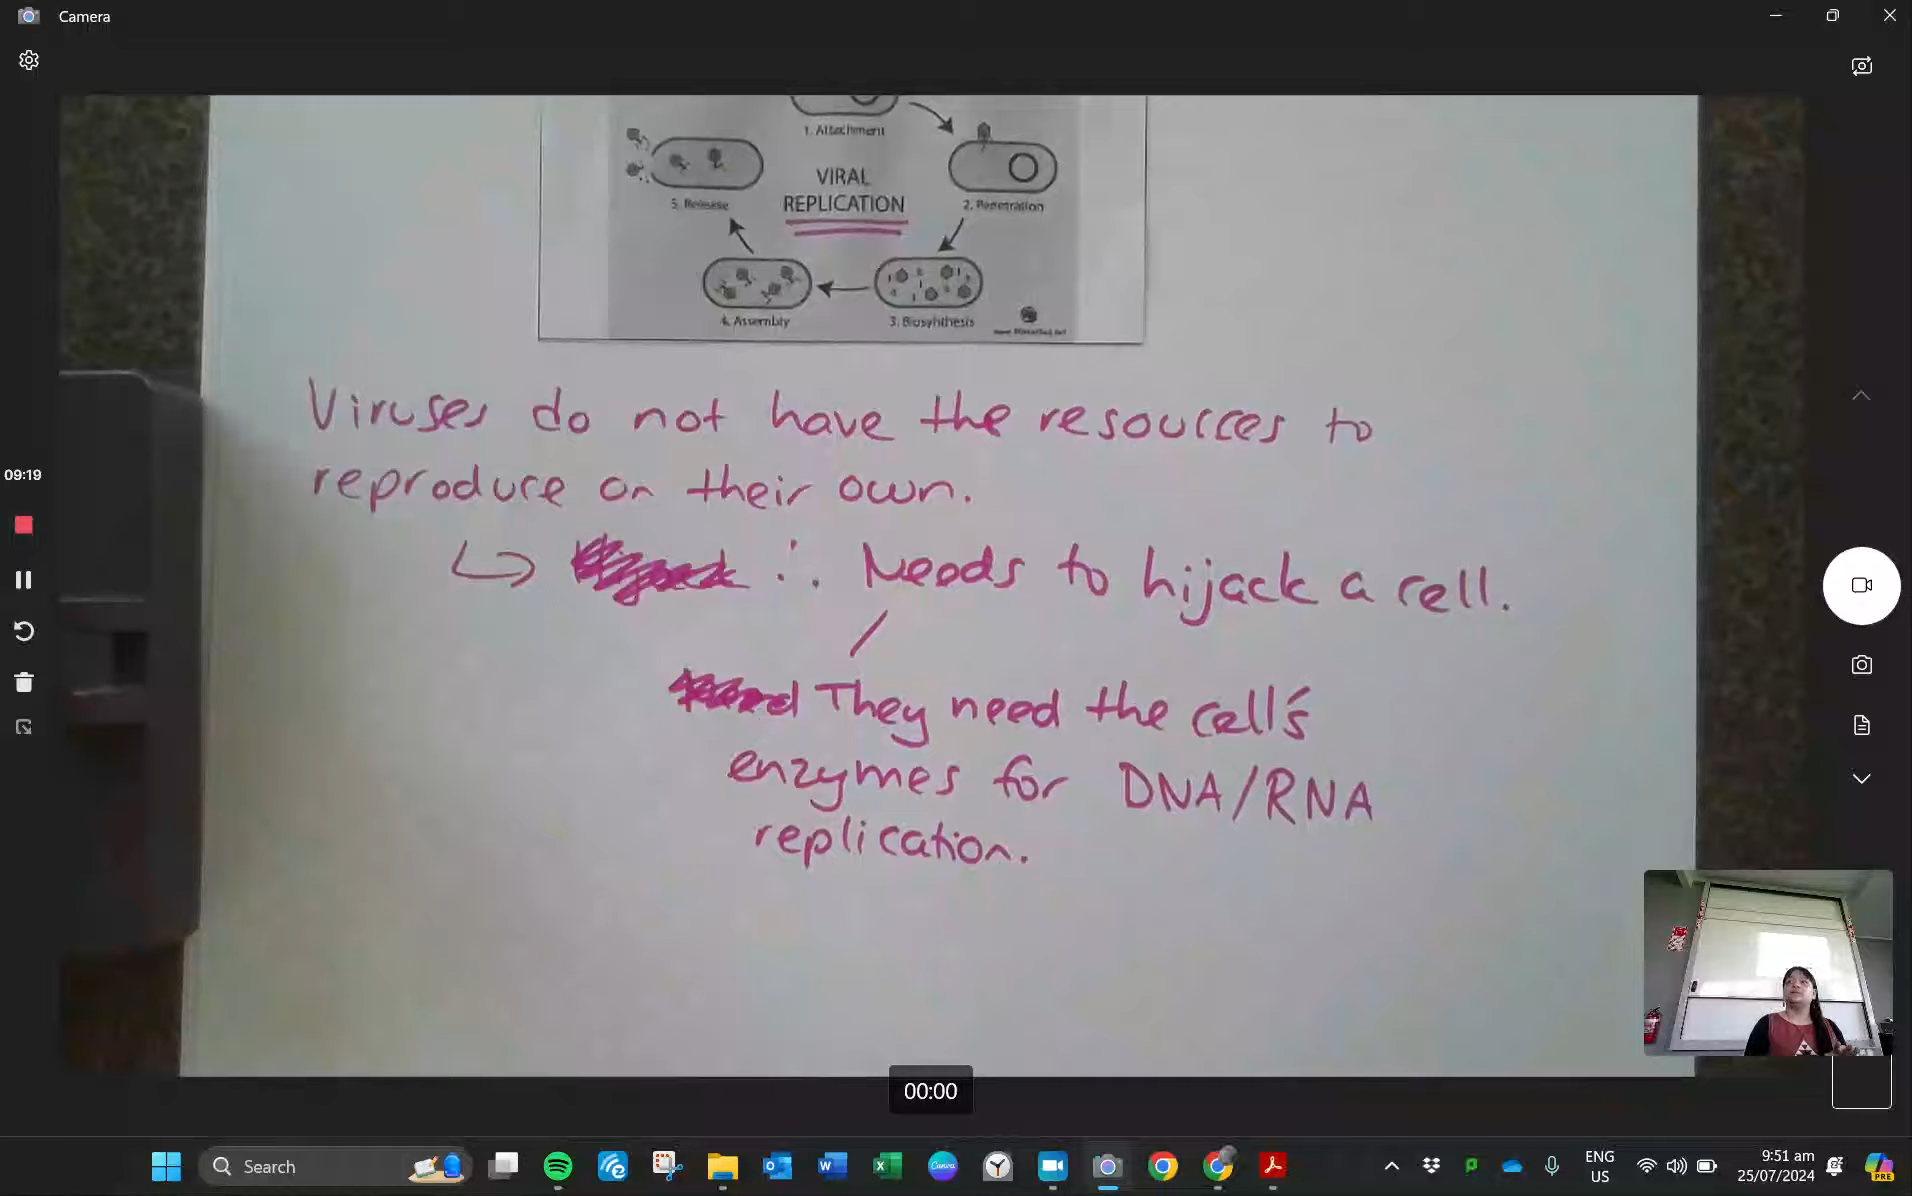 Camera
1. Attachment
VIRAL
REPLICATION
5. Release
2. Penetration
4. Assembly
3. Biosynthesis
Viruses do not have the resources to
reproduce on their own.
∴ Needs to hijack a cell.
They need the cell's
enzymes for DNA/RNA
replication.
09:19
00:00
Search
ENG
US
9:51 am
25/07/2024
PRE